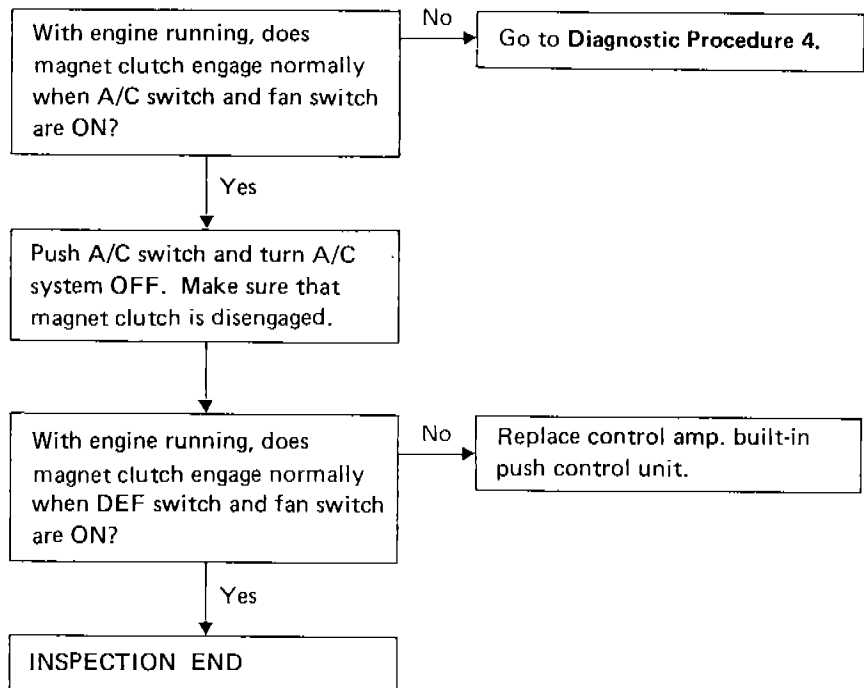 With engine running, does
magnet clutch engage normally
when A/C switch and fan switch
are ON?
No
Go to Diagnostic Procedure 4.
Yes
Push A/C switch and turn A/C
system OFF. Make sure that
magnet clutch is disengaged.
With engine running, does
magnet clutch engage normally
when DEF switch and fan switch
are ON?
No
Replace control amp. built-in
push control unit.
Yes
INSPECTION END